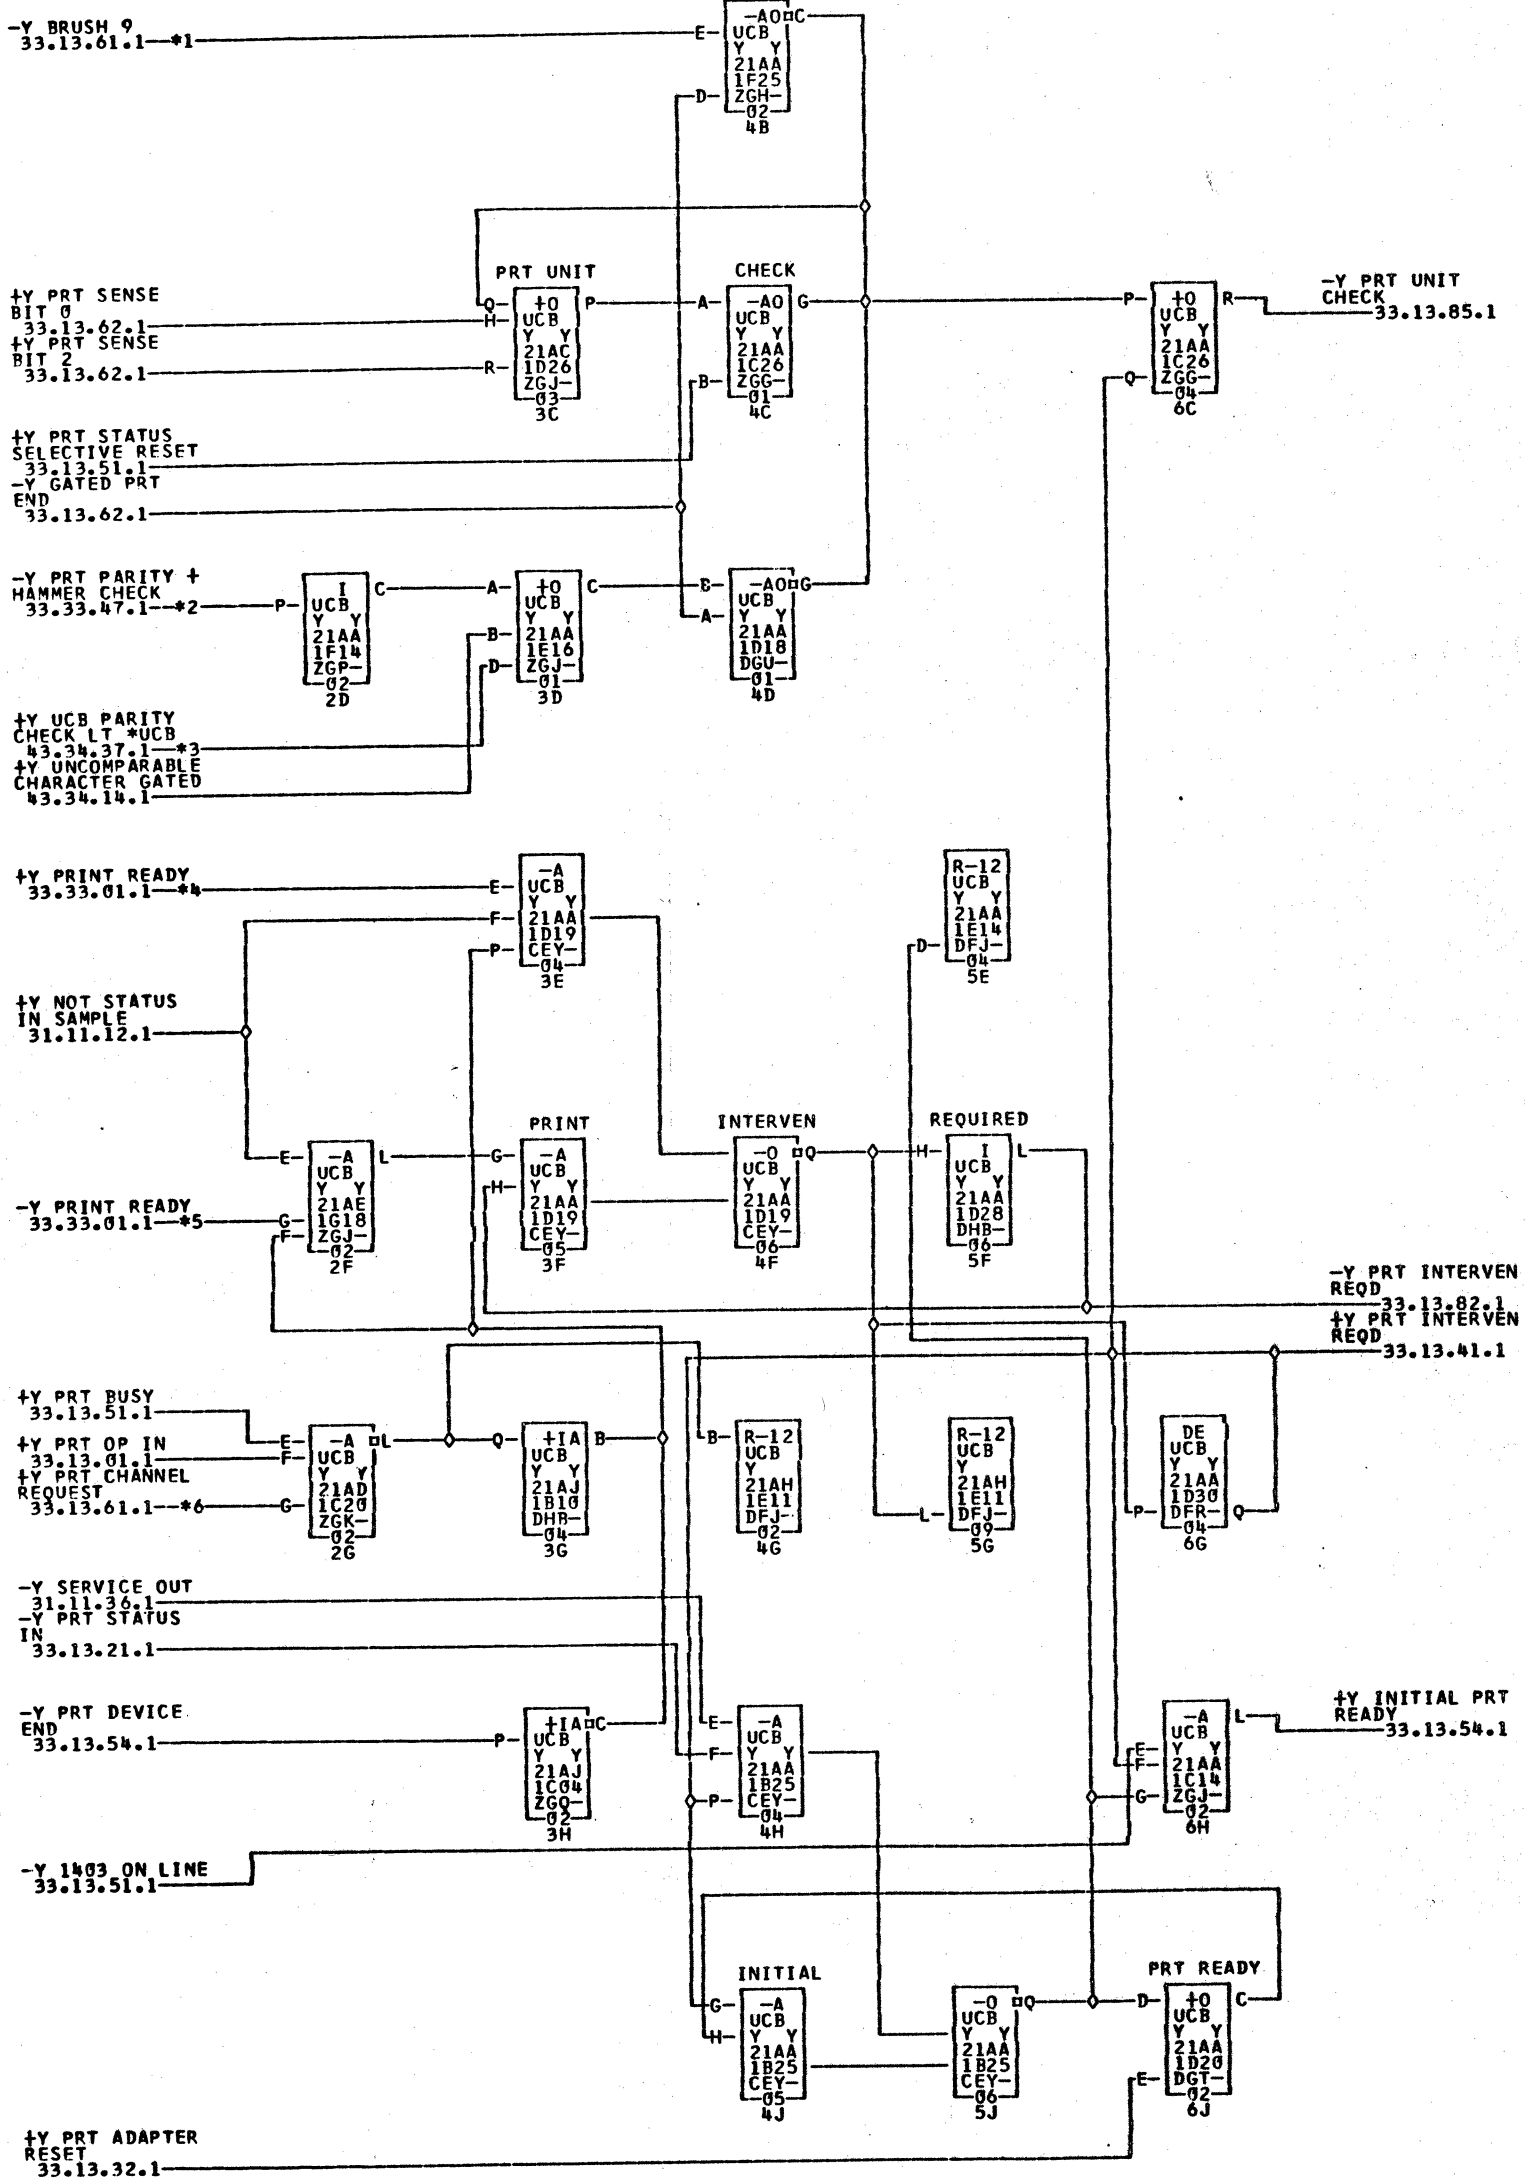 -Y BRUSH 9
33.13.61.1--*1
E-
D-
-AO C
UCB
Y Y
21AA
1F25
ZGH-
02
4B
+Y PRT SENSE
BIT 0
33.13.62.1
+Y PRT SENSE
BIT 2
33.13.62.1
Q-
H-
R-
PRT UNIT
+O P
UCB
Y Y
21AC
1D26
ZGJ-
03
3C
CHECK
A-
B-
-AO G
UCB
Y Y
21AA
1C26
ZGG-
01
4C
P-
Q-
+O R
UCB
Y Y
21AA
1C26
ZGG-
04
6C
-Y PRT UNIT
CHECK
33.13.85.1
+Y PRT STATUS
SELECTIVE RESET
33.13.51.1
-Y GATED PRT
END
33.13.62.1
-Y PRT PARITY +
HAMMER CHECK
33.33.47.1--*2
P-
I C
UCB
Y Y
21AA
1F14
ZGP-
02
2D
A-
B-
D-
+O C
UCB
Y Y
21AA
1E16
ZGJ-
01
3D
B-
A-
-AO G
UCB
Y Y
21AA
1D18
DGU-
01
4D
+Y UCB PARITY
CHECK LT *UCB
43.34.37.1--*3
+Y UNCOMPARABLE
CHARACTER GATED
43.34.14.1
+Y PRINT READY
33.33.01.1--*4
E-
F-
P-
-A
UCB
Y Y
21AA
1D19
CEY-
04
3E
D-
R-12
UCB
Y Y
21AA
1E14
DFJ-
04
5E
+Y NOT STATUS
IN SAMPLE
31.11.12.1
-Y PRINT READY
33.33.01.1--*5
E-
G-
F-
-A L
UCB
Y Y
21AE
1G18
ZGJ-
02
2F
PRINT
G-
H-
-A
UCB
Y Y
21AA
1D19
CEY-
05
3F
INTERVEN
-O Q
UCB
Y Y
21AA
1D19
CEY-
06
4F
REQUIRED
H-
I L
UCB
Y Y
21AA
1D28
DHB-
06
5F
-Y PRT INTERVEN
REQD
33.13.82.1
+Y PRT INTERVEN
REQD
33.13.41.1
+Y PRT BUSY
33.13.51.1
+Y PRT OP IN
33.13.01.1
+Y PRT CHANNEL
REQUEST
33.13.61.1--*6
E-
F-
G-
-A L
UCB
Y Y
21AD
1C20
ZGK-
02
2G
Q-
+IA B
UCB
Y Y
21AJ
1B10
DHB-
04
3G
B-
R-12
UCB
Y
21AH
1E11
DFJ-
02
4G
L-
R-12
UCB
Y
21AH
1E11
DFJ-
09
5G
P-
DE
UCB
Y Y
21AA
1D30
DFR- Q
04
6G
-Y SERVICE OUT
31.11.36.1
-Y PRT STATUS
IN
33.13.21.1
-Y PRT DEVICE
END
33.13.54.1
P-
+IA C
UCB
Y Y
21AJ
1C04
ZGQ-
02
3H
E-
F-
P-
-A
UCB
Y Y
21AA
1B25
CEY-
04
4H
E-
F-
G-
-A L
UCB
Y Y
21AA
1C14
ZGJ-
02
6H
+Y INITIAL PRT
READY
33.13.54.1
-Y 1403 ON LINE
33.13.51.1
INITIAL
G-
H-
-A
UCB
Y Y
21AA
1B25
CEY-
05
4J
-O Q
UCB
Y Y
21AA
1B25
CEY-
06
5J
PRT READY
D-
E-
+O C
UCB
Y Y
21AA
1D20
DGT-
02
6J
+Y PRT ADAPTER
RESET
33.13.32.1